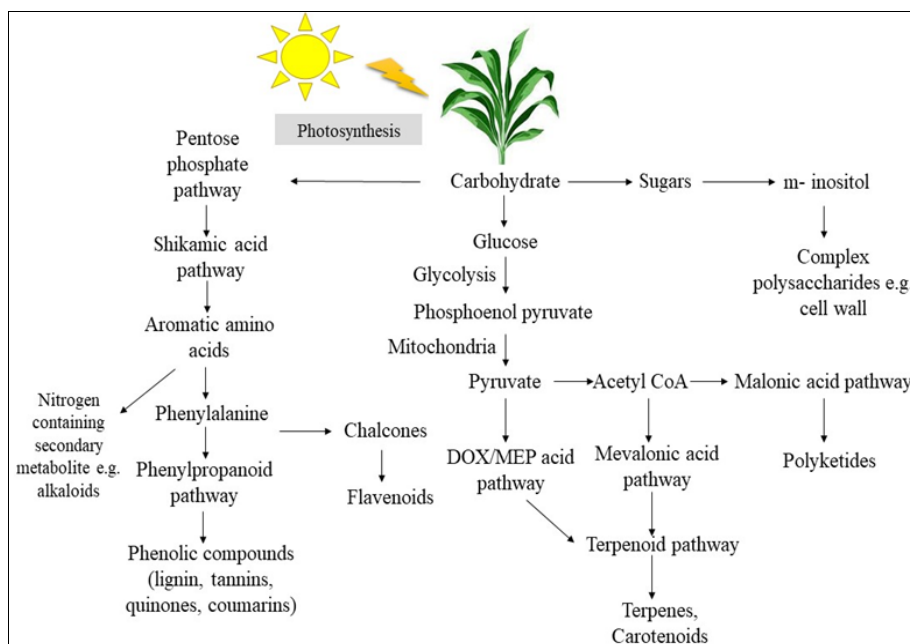 Photosynthesis
Pentose
phosphate
pathway
Carbohydrate
Sugars
m- inositol
Shikamic acid
pathway
Glucose
Complex
polysaccharides e.g
cell wall
Glycolysis
Phosphoenol pyruvate
Aromatic amino
acids
Mitochondria
Pyruvate
Acetyl CoA
Malonic acid pathway
Nitrogen
containing
secondary
metabolite e.g.
alkaloids
Phenylalanine
Chalcones
Phenylpropanoid
pathway
Flavenoids
DOX/MEP acid
pathway
Mevalonic acid
pathway
Polyketides
Phenolic compounds
(lignin, tannins,
quinones, coumarins)
Terpenoid pathway
Terpenes,
Carotenoids